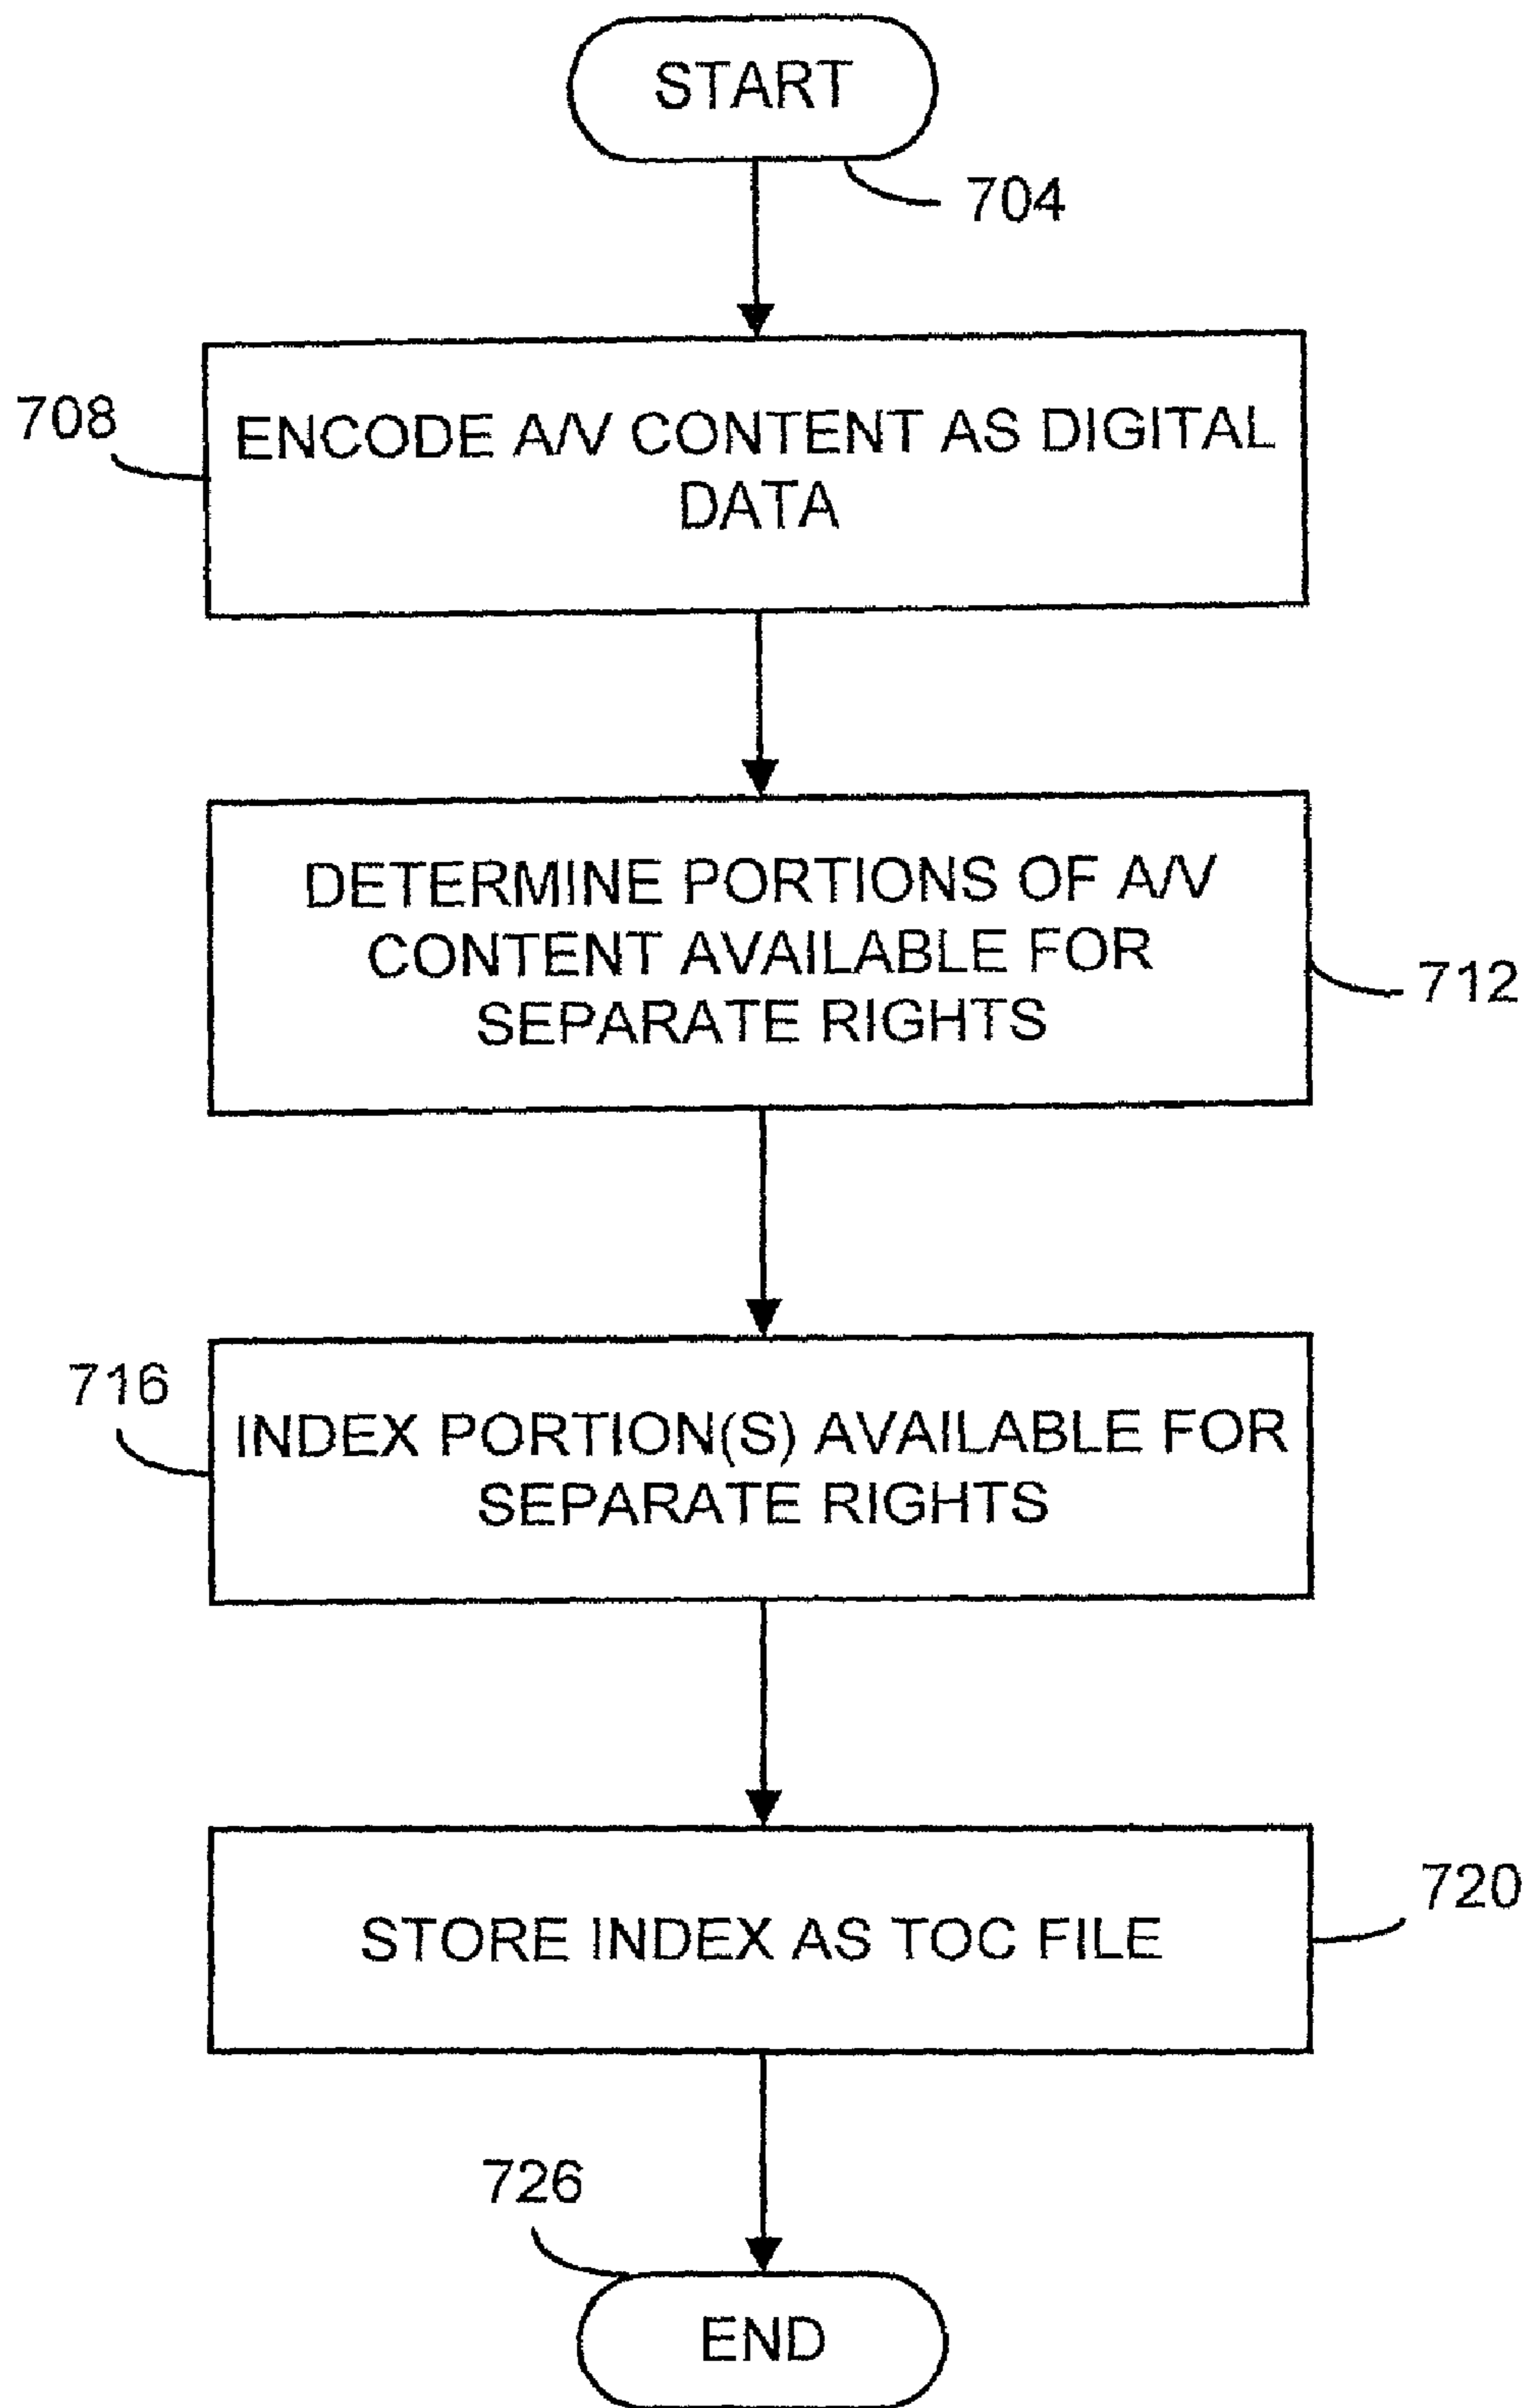 START
704
708
ENCODE A/V CONTENT AS DIGITAL
DATA
DETERMINE PORTIONS OF A/V
CONTENT AVAILABLE FOR
SEPARATE RIGHTS
712
716
INDEX PORTION(S) AVAILABLE FOR
SEPARATE RIGHTS
STORE INDEX AS TOC FILE
720
726
END